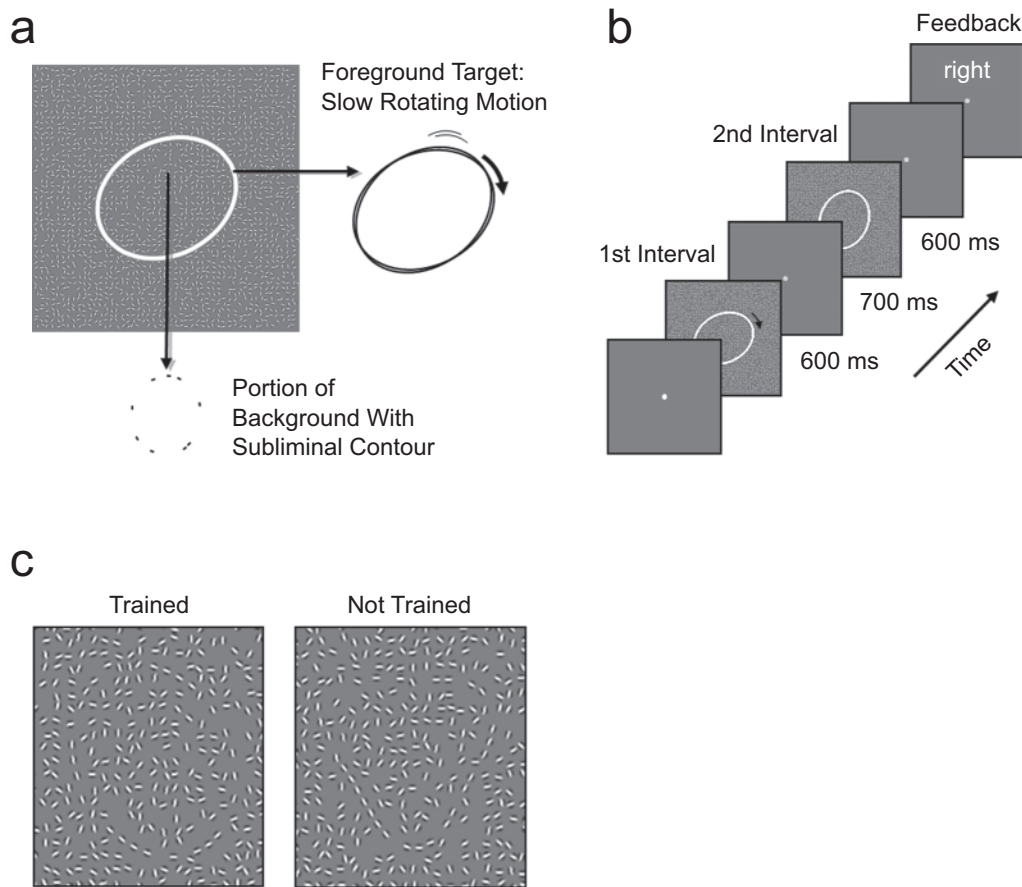 a
Foreground Target:
Slow Rotating Motion
Portion of
Background With
Subliminal Contour
b
Feedback
right
2nd Interval
600 ms
1st Interval
700 ms
600 ms
Time
c
Trained
Not Trained